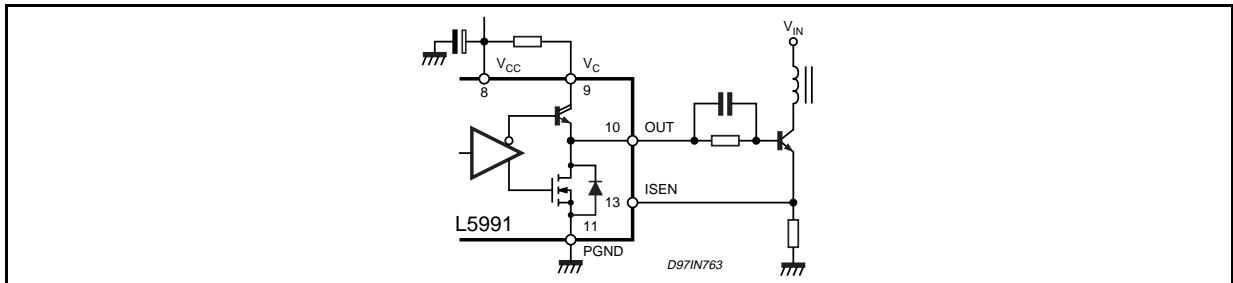 V_IN
V_CC
V_C
8
9
10
OUT
13
ISEN
L5991
11
PGND
D97IN763